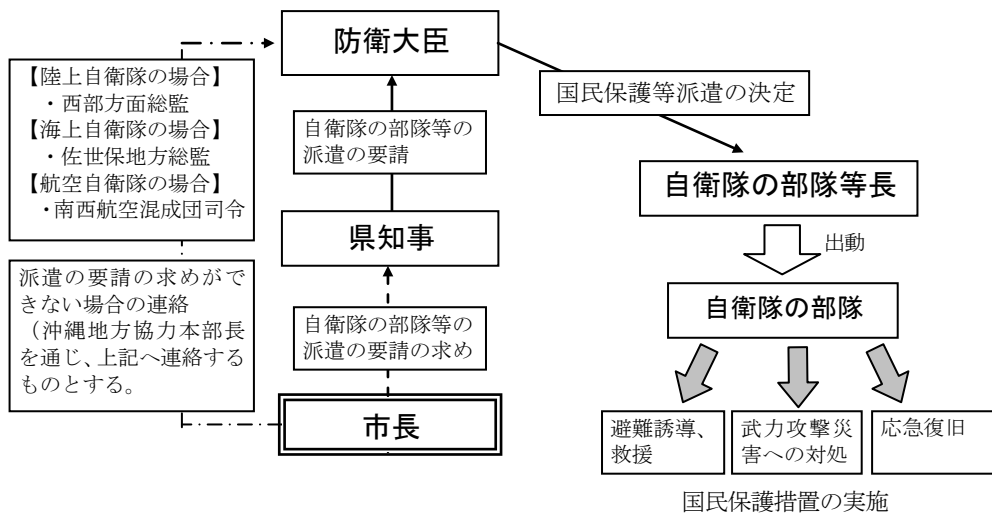 防衛大臣
【陸上自衛隊の場合】
・西部方面総監
【海上自衛隊の場合】
・佐世保地方総監
【航空自衛隊の場合】
・南西航空混成団司令
国民保護等派遣の決定
自衛隊の部隊等の
派遣の要請
自衛隊の部隊等長
県知事
出動
派遣の要請の求めがで
きない場合の連絡
（沖縄地方協力本部長
を通じ、上記へ連絡する
ものとする。
自衛隊の部隊等の
派遣の要請の求め
自衛隊の部隊
市長
避難誘導、
救援
武力攻撃災
害への対処
応急復旧
国民保護措置の実施